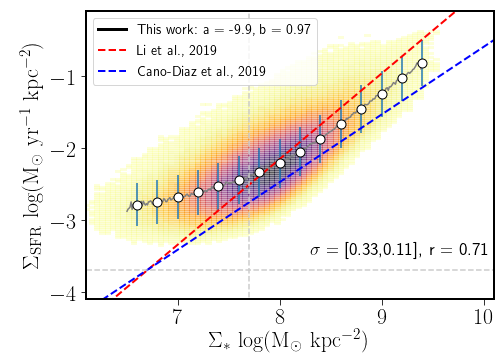 This work: a = -9.9, b = 0.97
Li et al., 2019
Cano-Diaz et al., 2019
Σ_SFR log(M_⊙ yr⁻¹ kpc⁻²)
−1
−2
−3
−4
σ = [0.33,0.11], r = 0.71
7
8
9
10
Σ_* log(M_⊙ kpc⁻²)